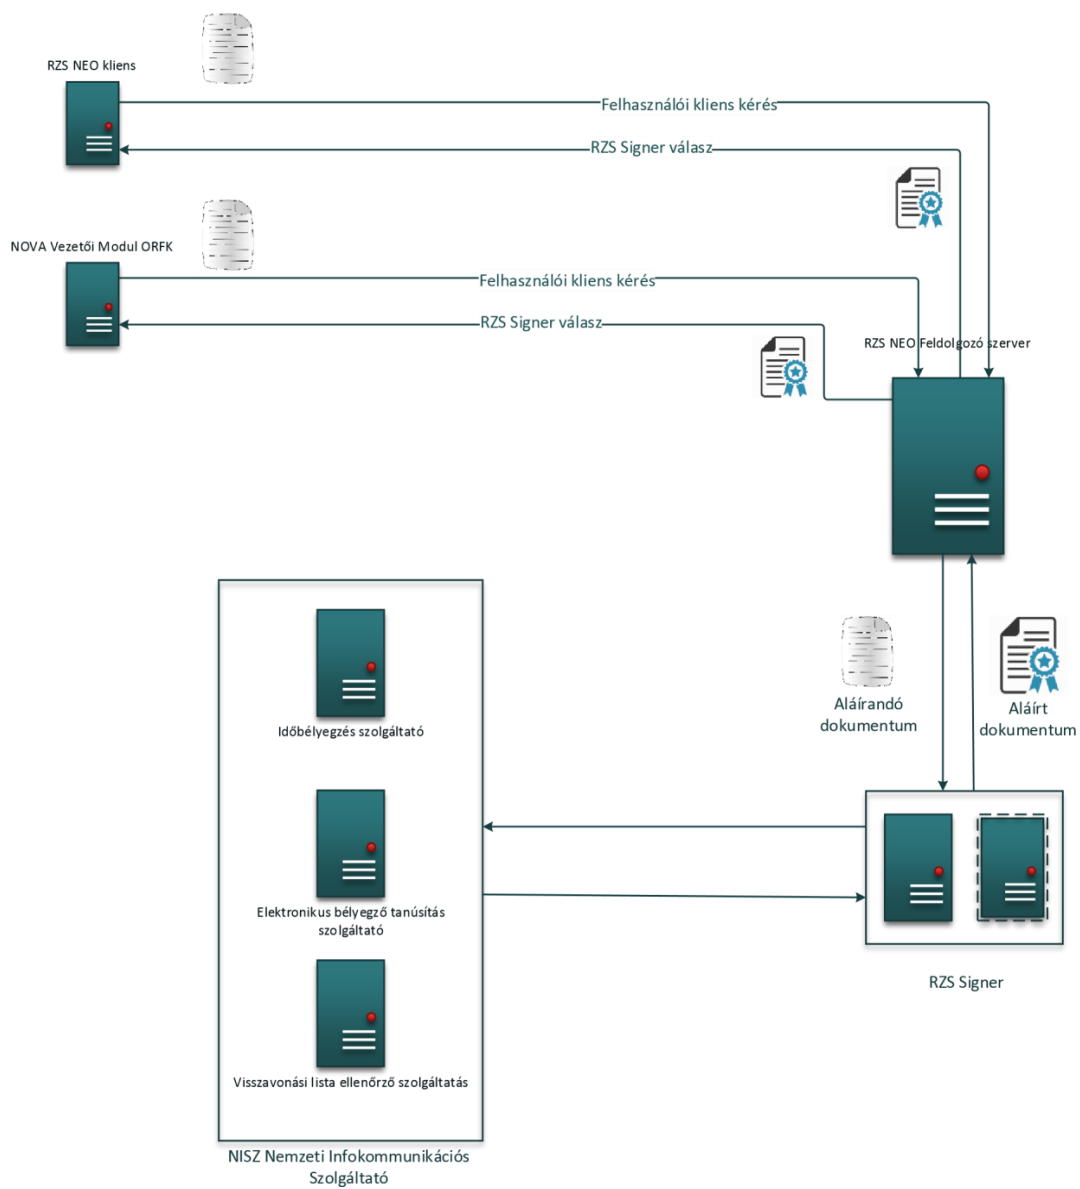 RZS NEO kliens
Felhasználói kliens kérés
RZS Signer válasz
NOVA Vezetői Modul ORFK
Felhasználói kliens kérés
RZS Signer válasz
RZS NEO Feldolgozó szerver
Aláírandó
dokumentum
Aláírt
dokumentum
Időbélyegzés szolgáltató
Elektronikus bélyegző tanúsítás
szolgáltató
Visszavonási lista ellenőrző szolgáltatás
RZS Signer
NISZ Nemzeti Infokommunikációs
Szolgáltató